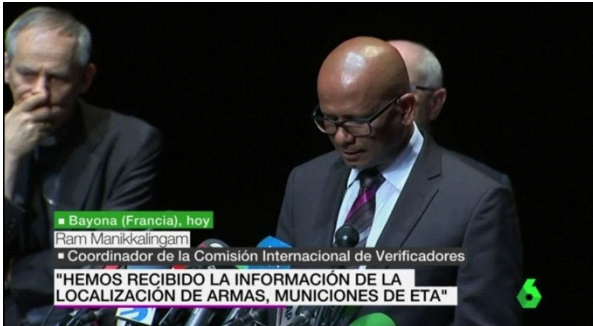 Bayona (Francia), hoy
Ram Manikkalingam
Coordinador de la Comisión Internacional de Verificadores
"HEMOS RECIBIDO LA INFORMACIÓN DE LA
LOCALIZACIÓN DE ARMAS, MUNICIONES DE ETA"
6